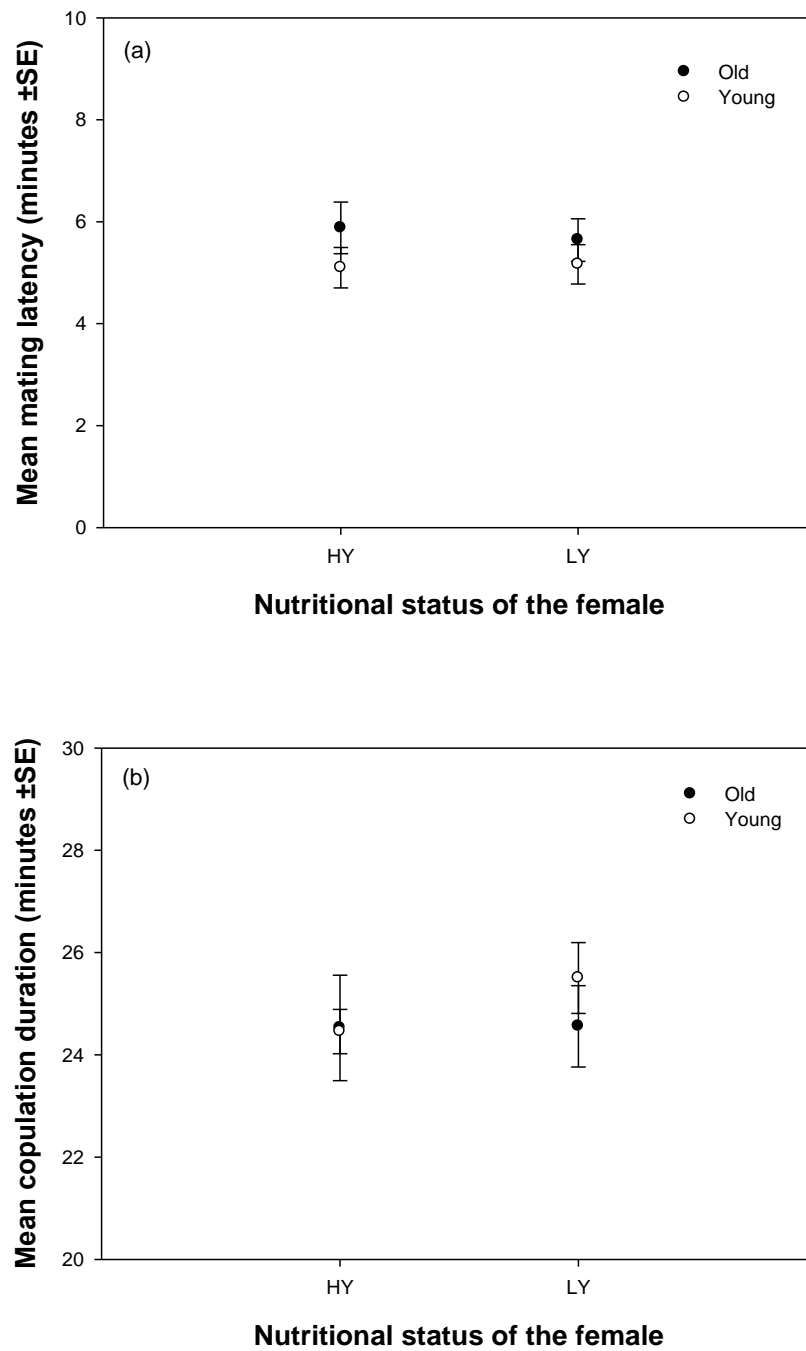 Mean mating latency (minutes ±SE)
10
8
6
4
2
0
(a)
Old
Young
HY
LY
Nutritional status of the female
Mean copulation duration (minutes ±SE)
30
28
26
24
22
20
(b)
Old
Young
HY
LY
Nutritional status of the female